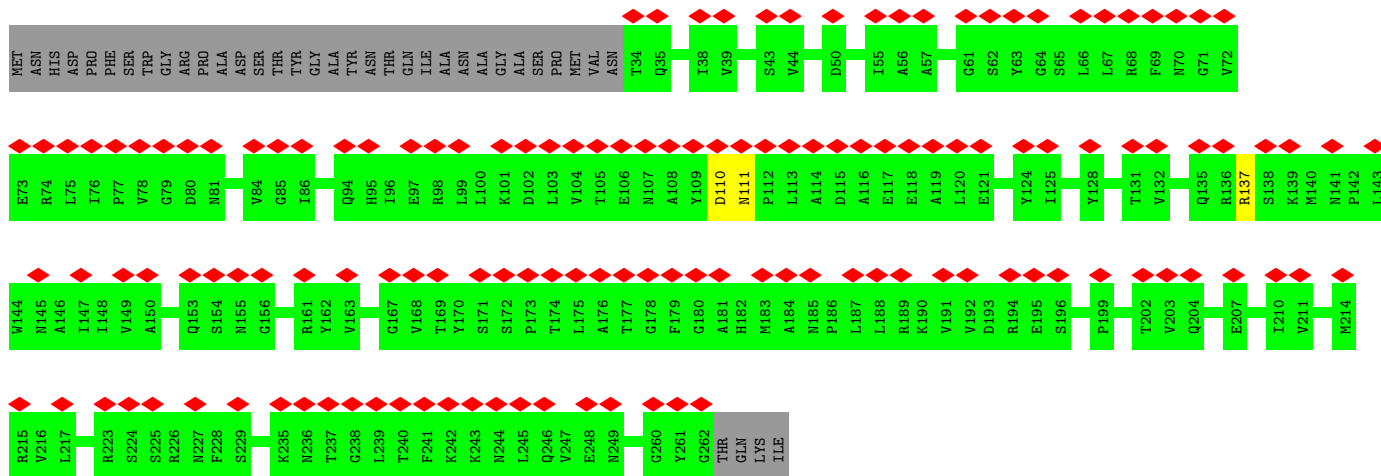 MET ASN HIS ASP PRO PHE SER TRP GLY ARG PRO ALA ASP SER THR TYR GLY ALA TYR ASN THR THR GLN ILE ALA ASN ALA GLY ALA SER PRO MET VAL ASN T34 Q35 I38 V39 S43 V44 D50 I55 A56 A57 G61 S62 Y63 G64 S65 L66 L67 R68 F69 N70 G71 V72
E73 R74 L75 I76 P77 V78 G79 D80 N81 V84 G85 I86 Q94 H95 I96 E97 R98 L99 L100 K101 D102 L103 V104 T105 E106 N107 A108 Y109 D110 N111 P112 L113 A114 D115 A116 E117 E118 A119 L120 E121 Y124 I125 Y128 T131 V132 Q135 R136 R137 S138 K139 M140 N141 P142 L143
W144 N145 A146 I147 I148 V149 A150 Q153 S154 N155 G156 R161 Y162 V163 G167 V168 T169 Y170 S171 S172 P173 T174 L175 A176 T177 G178 F179 G180 A181 H182 M183 A184 N185 P186 L187 L188 R189 K190 V191 V192 D193 R194 E195 S196 P199 T202 V203 Q204 E207 I210 V211 M214
R215 V216 L217 R223 S224 S225 R226 N227 F228 S229 K235 N236 T237 G238 L239 T240 F241 K242 K243 N244 L245 Q246 V247 E248 N249 G260 Y261 G262 THR GLN LYS ILE